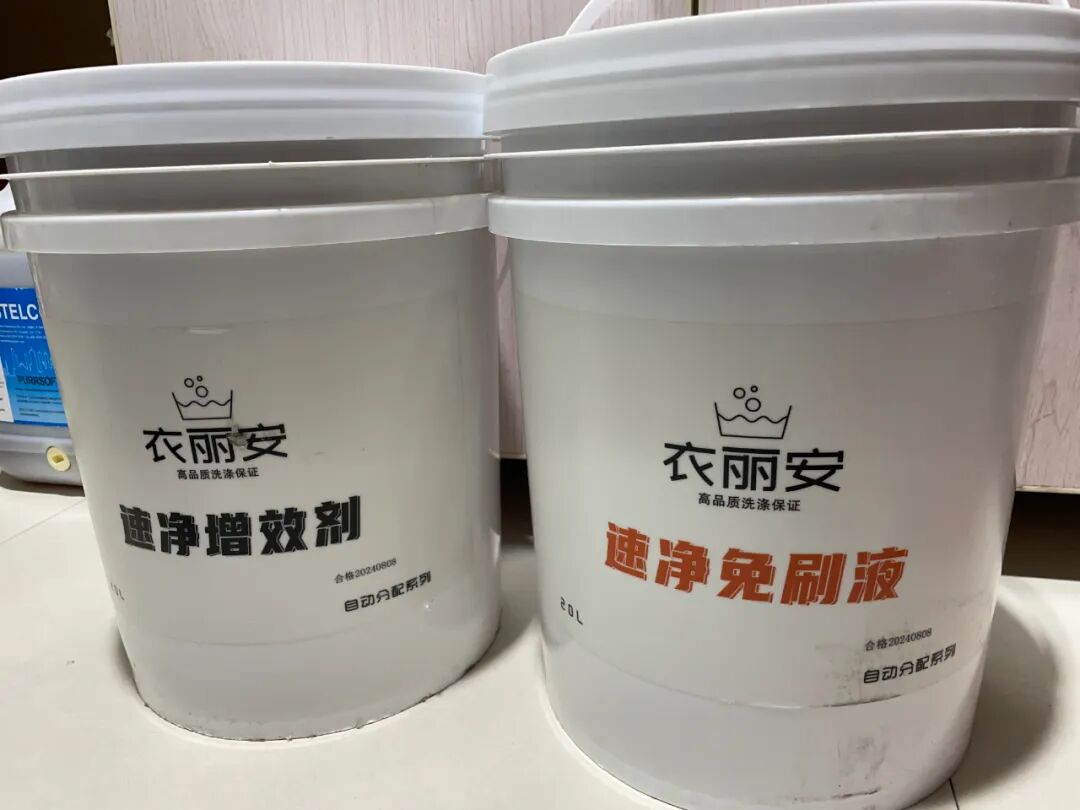 STELC
PURRSOF
衣丽安
高品质洗涤保证
速净增效剂
合格20240808
自动分配系列
衣丽安
高品质洗涤保证
速净免刷液
20L
合格20240808
自动分配系列